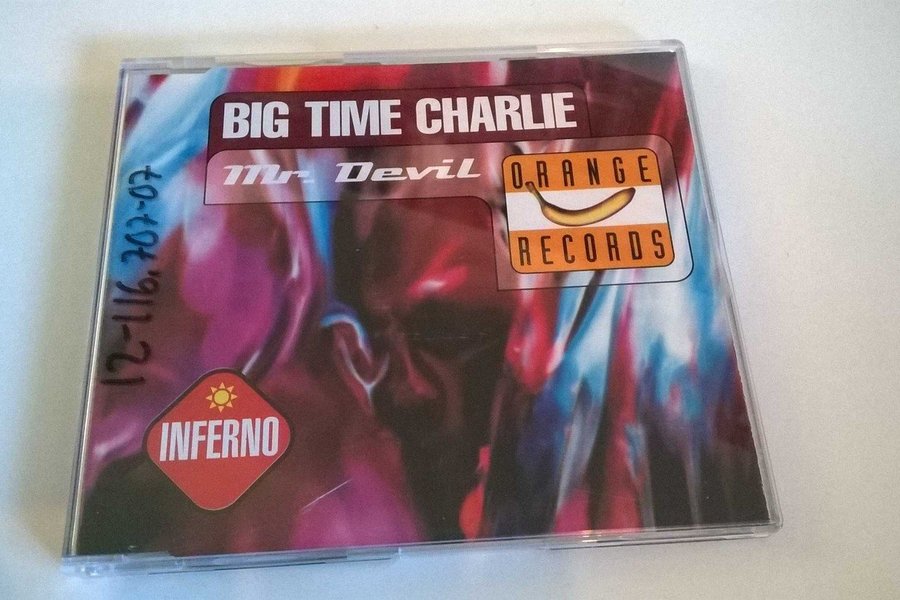 BIG TIME CHARLIE
Mr. Devil
ORANGE
RECORDS
12-116.707-07
INFERNO